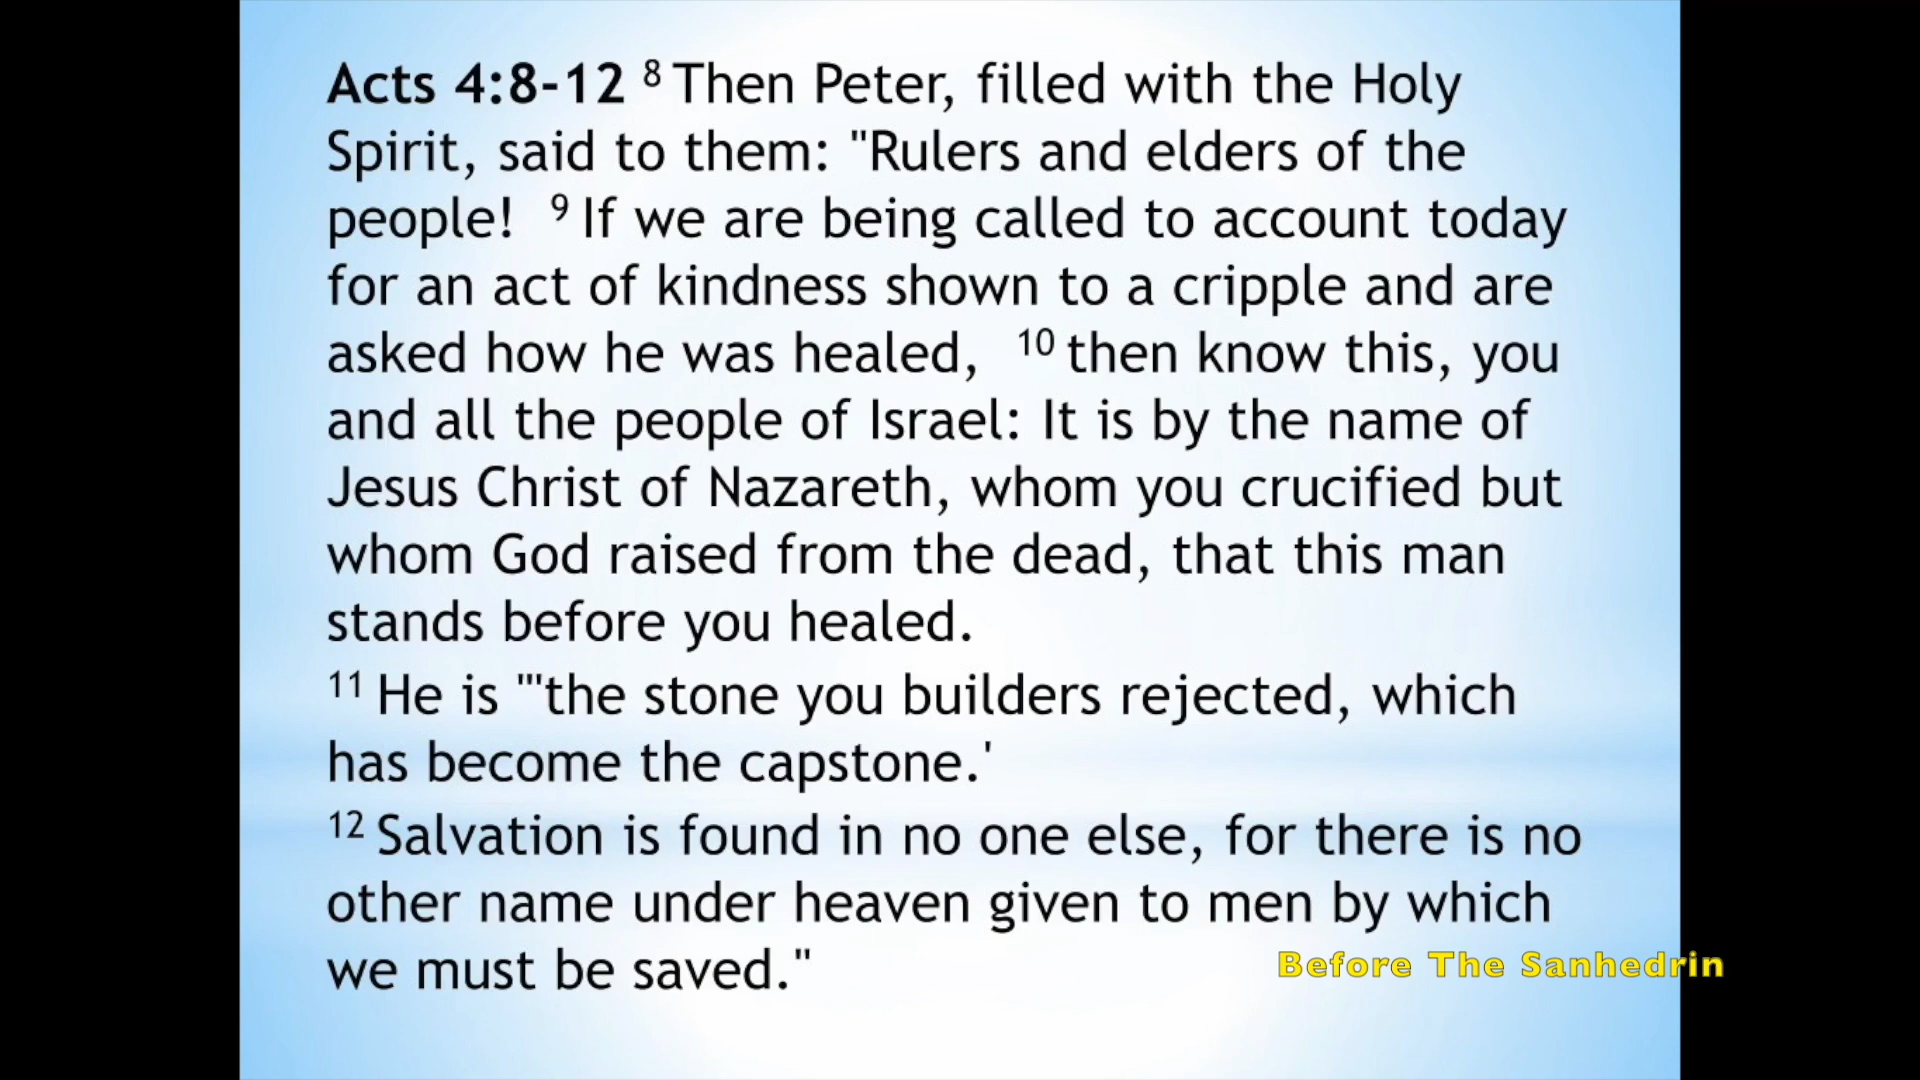 Acts 4:8-12 ⁸ Then Peter, filled with the Holy
Spirit, said to them: "Rulers and elders of the
people! ⁹ If we are being called to account today
for an act of kindness shown to a cripple and are
asked how he was healed, ¹⁰ then know this, you
and all the people of Israel: It is by the name of
Jesus Christ of Nazareth, whom you crucified but
whom God raised from the dead, that this man
stands before you healed.
¹¹ He is "'the stone you builders rejected, which
has become the capstone.'
¹² Salvation is found in no one else, for there is no
other name under heaven given to men by which
we must be saved."
Before The Sanhedrin